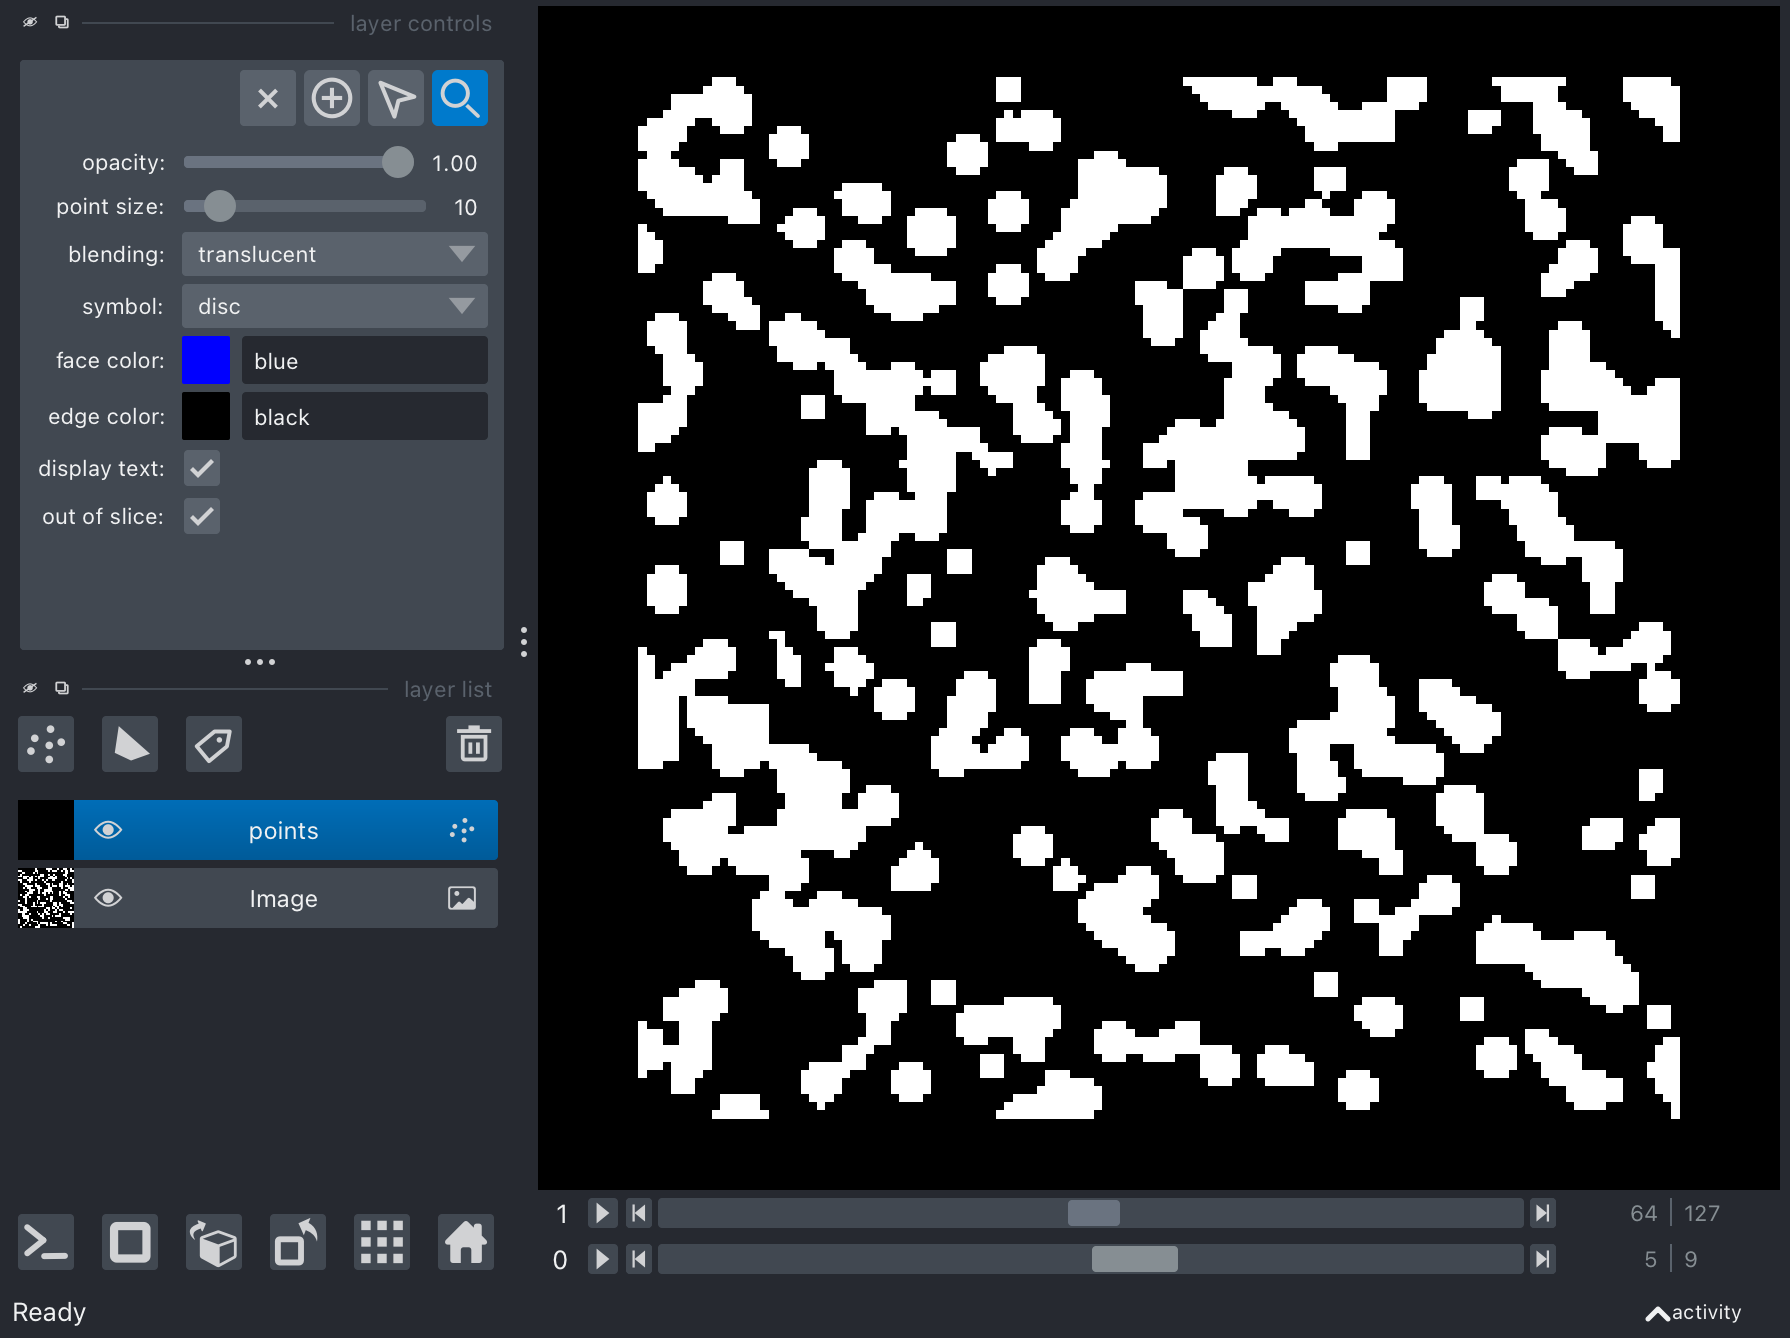 layer controls
opacity: 1.00
point size: 10
blending: translucent
symbol: disc
face color: blue
edge color: black
display text:
out of slice:
layer list
points
Image
1 64 | 127
0 5 | 9
Ready
activity